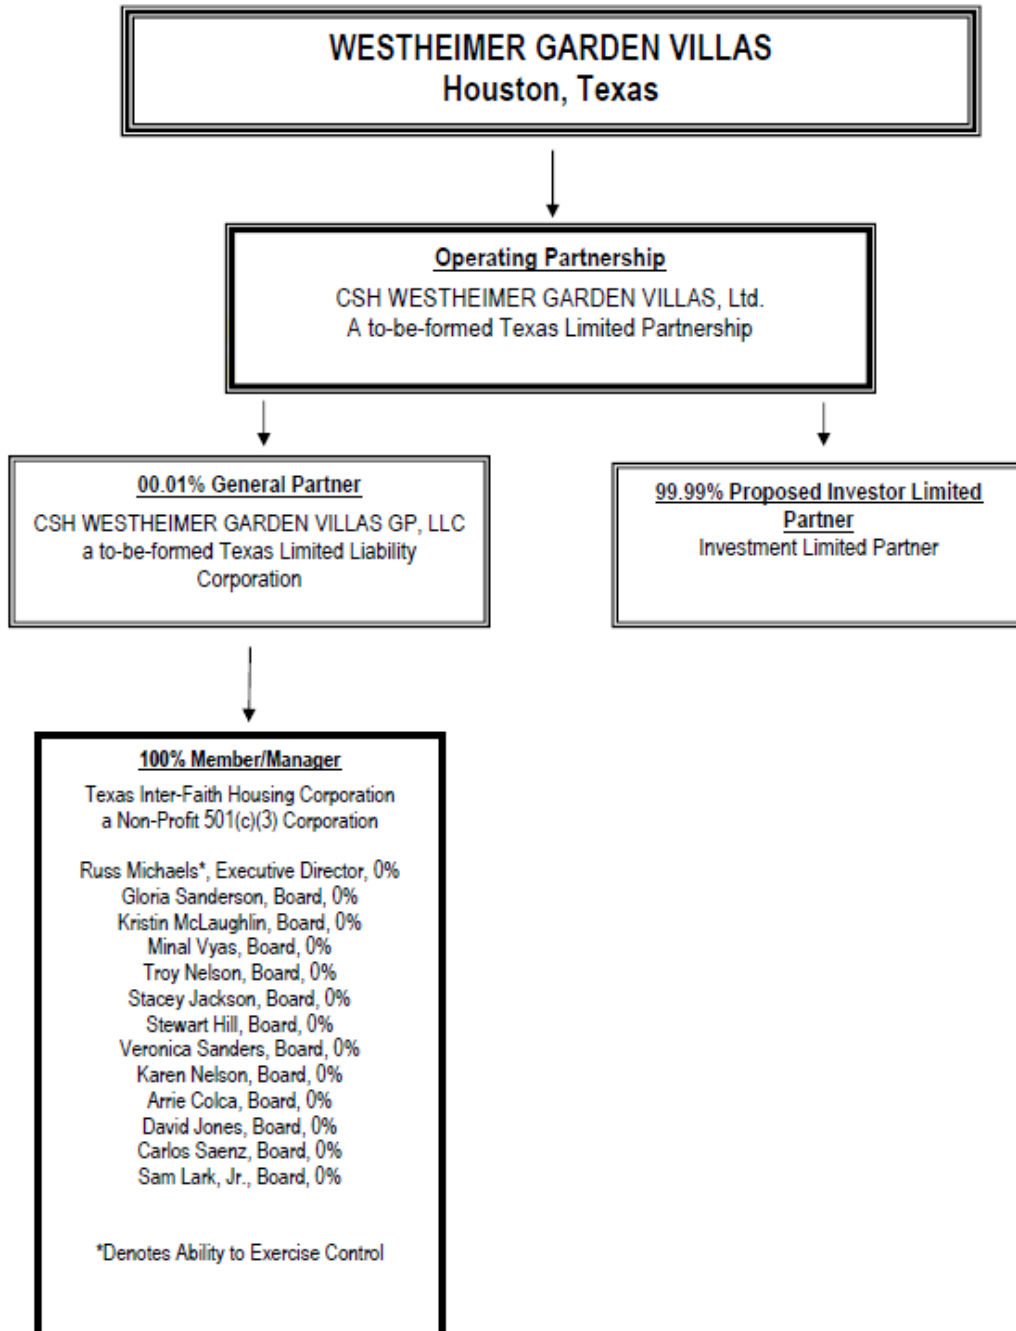 WESTHEIMER GARDEN VILLAS
Houston, Texas
Operating Partnership
CSH WESTHEIMER GARDEN VILLAS, Ltd.
A to-be-formed Texas Limited Partnership
00.01% General Partner
CSH WESTHEIMER GARDEN VILLAS GP, LLC
a to-be-formed Texas Limited Liability
Corporation
99.99% Proposed Investor Limited
Partner
Investment Limited Partner
100% Member/Manager
Texas Inter-Faith Housing Corporation
a Non-Profit 501(c)(3) Corporation
Russ Michaels*, Executive Director, 0%
Gloria Sanderson, Board, 0%
Kristin McLaughlin, Board, 0%
Minal Vyas, Board, 0%
Troy Nelson, Board, 0%
Stacey Jackson, Board, 0%
Stewart Hill, Board, 0%
Veronica Sanders, Board, 0%
Karen Nelson, Board, 0%
Arrie Colca, Board, 0%
David Jones, Board, 0%
Carlos Saenz, Board, 0%
Sam Lark, Jr., Board, 0%
*Denotes Ability to Exercise Control